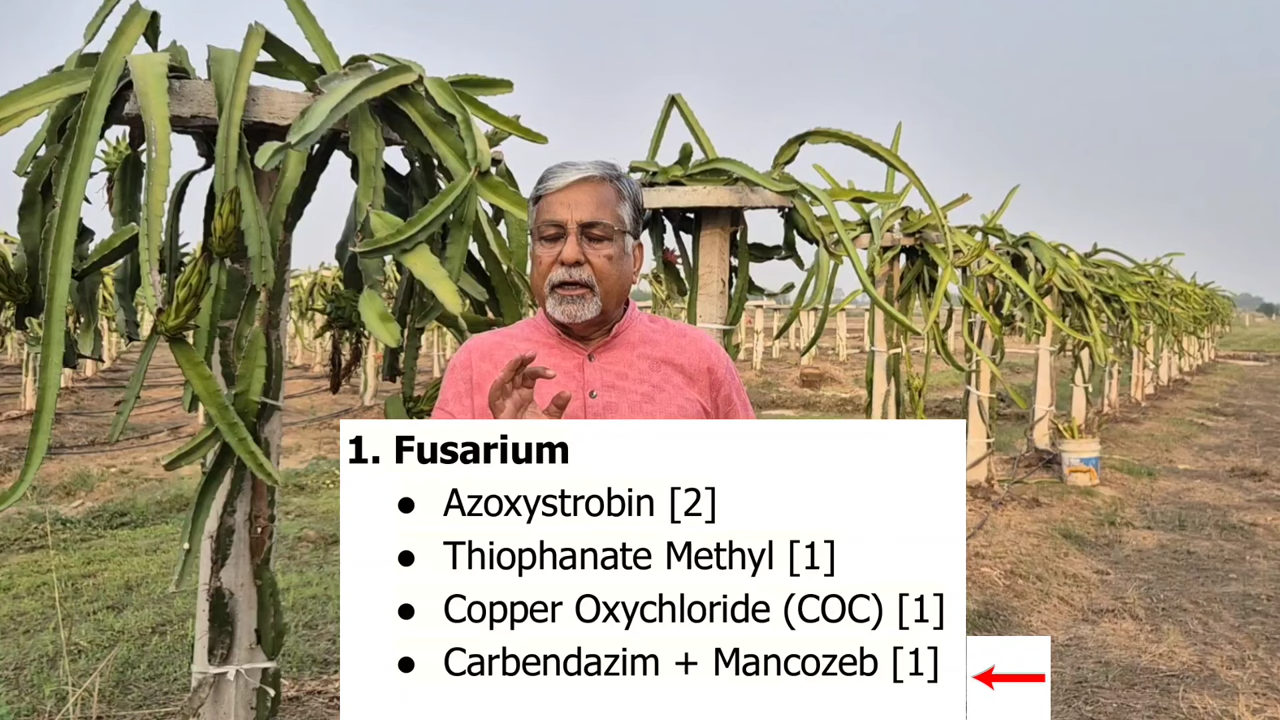 1. Fusarium
● Azoxystrobin [2]
● Thiophanate Methyl [1]
● Copper Oxychloride (COC) [1]
● Carbendazim + Mancozeb [1]